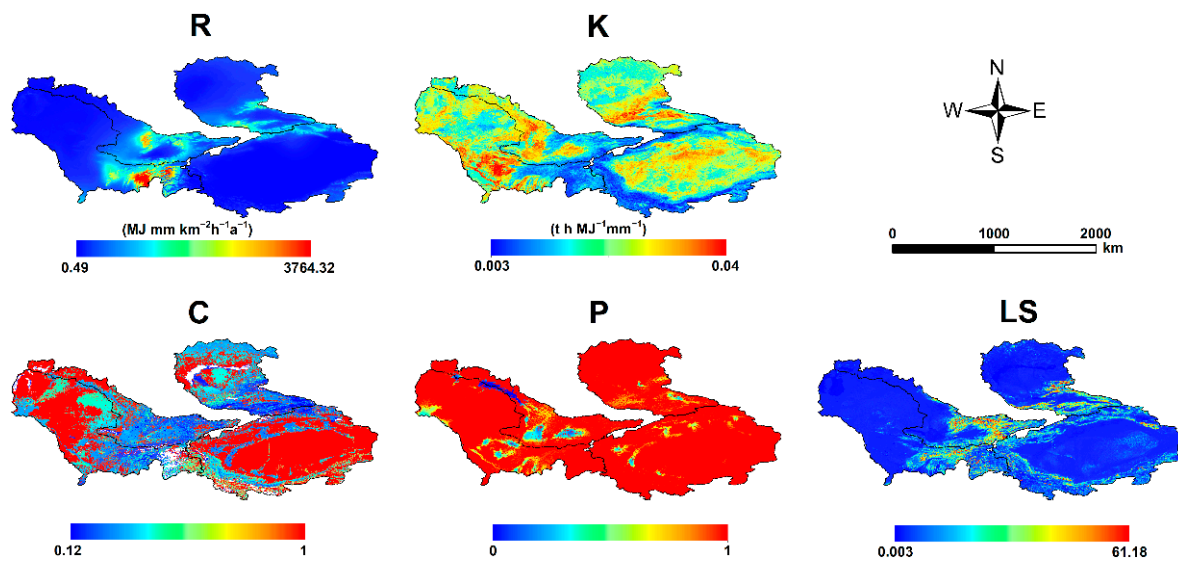 R
K
N
W E
S
(MJ mm km⁻²h⁻¹a⁻¹)
0.49 3764.32
(t h MJ⁻¹mm⁻¹)
0.003 0.04
0 1000 2000
km
C
P
LS
0.12 1
0 1
0.003 61.18